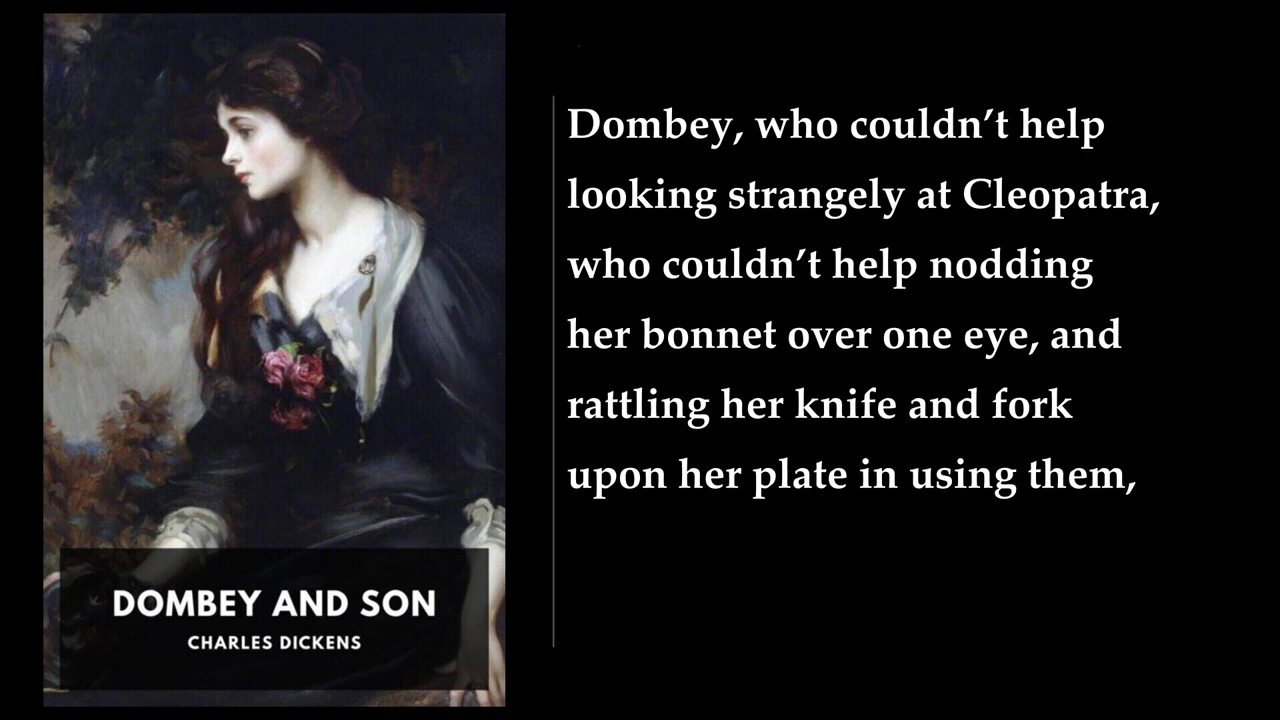 Dombey, who couldn’t help
looking strangely at Cleopatra,
who couldn’t help nodding
her bonnet over one eye, and
rattling her knife and fork
upon her plate in using them,
DOMBEY AND SON
CHARLES DICKENS